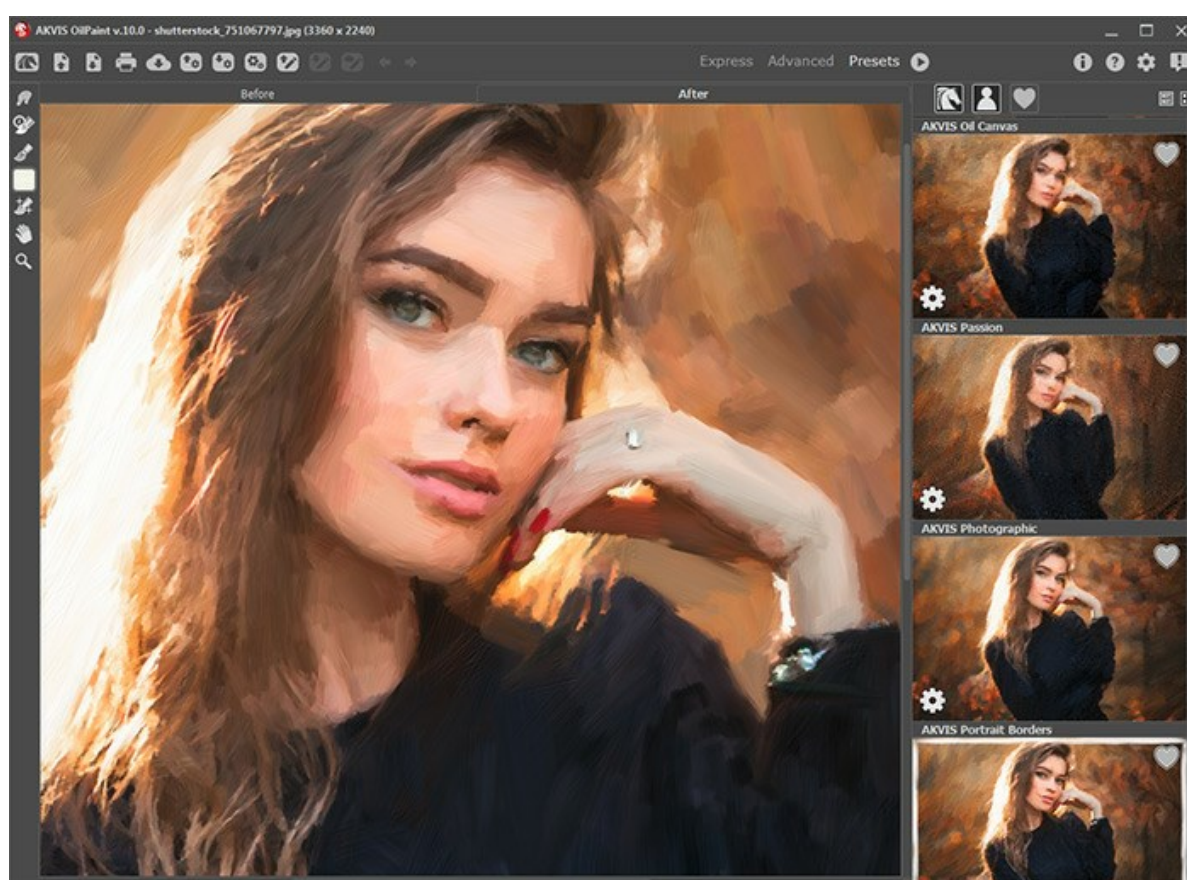 AKVIS OilPaint v.10.0 - shutterstock_751067797.jpg (3360 x 2240)
Express Advanced Presets
Before After
AKVIS Oil Canvas
AKVIS Passion
AKVIS Photographic
AKVIS Portrait Borders